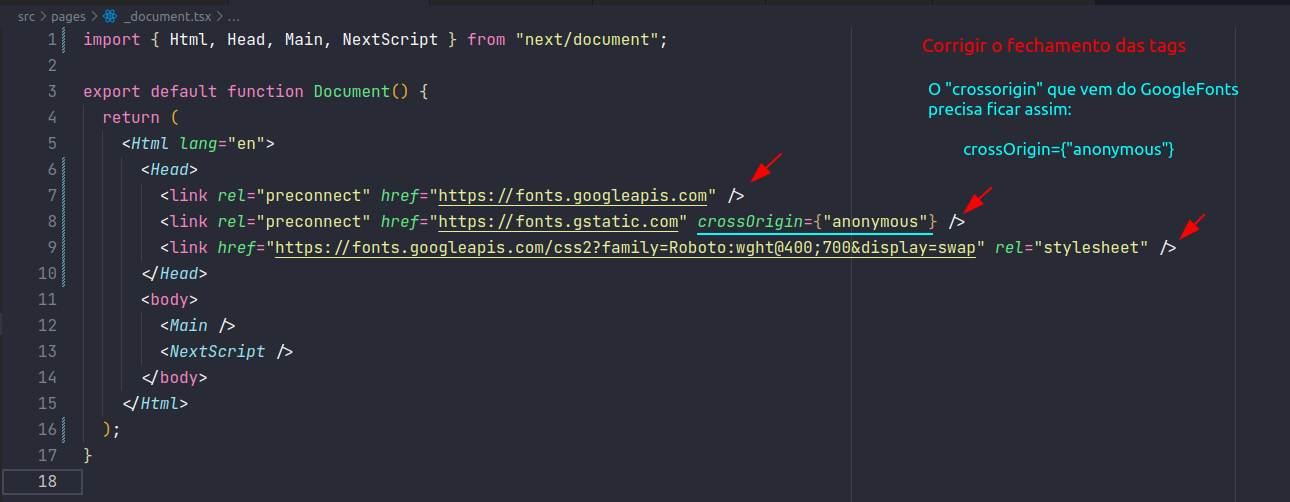 src > pages > _document.tsx > ...
1 import { Html, Head, Main, NextScript } from "next/document";
2
3 export default function Document() {
4 return (
5 <Html lang="en">
6 <Head>
7 <link rel="preconnect" href="https://fonts.googleapis.com" />
8 <link rel="preconnect" href="https://fonts.gstatic.com" crossOrigin={"anonymous"} />
9 <link href="https://fonts.googleapis.com/css2?family=Roboto:wght@400;700&display=swap" rel="stylesheet" />
10 </Head>
11 <body>
12 <Main />
13 <NextScript />
14 </body>
15 </Html>
16 );
17 }
18
Corrigir o fechamento das tags
O "crossorigin" que vem do GoogleFonts
precisa ficar assim:
crossOrigin={"anonymous"}